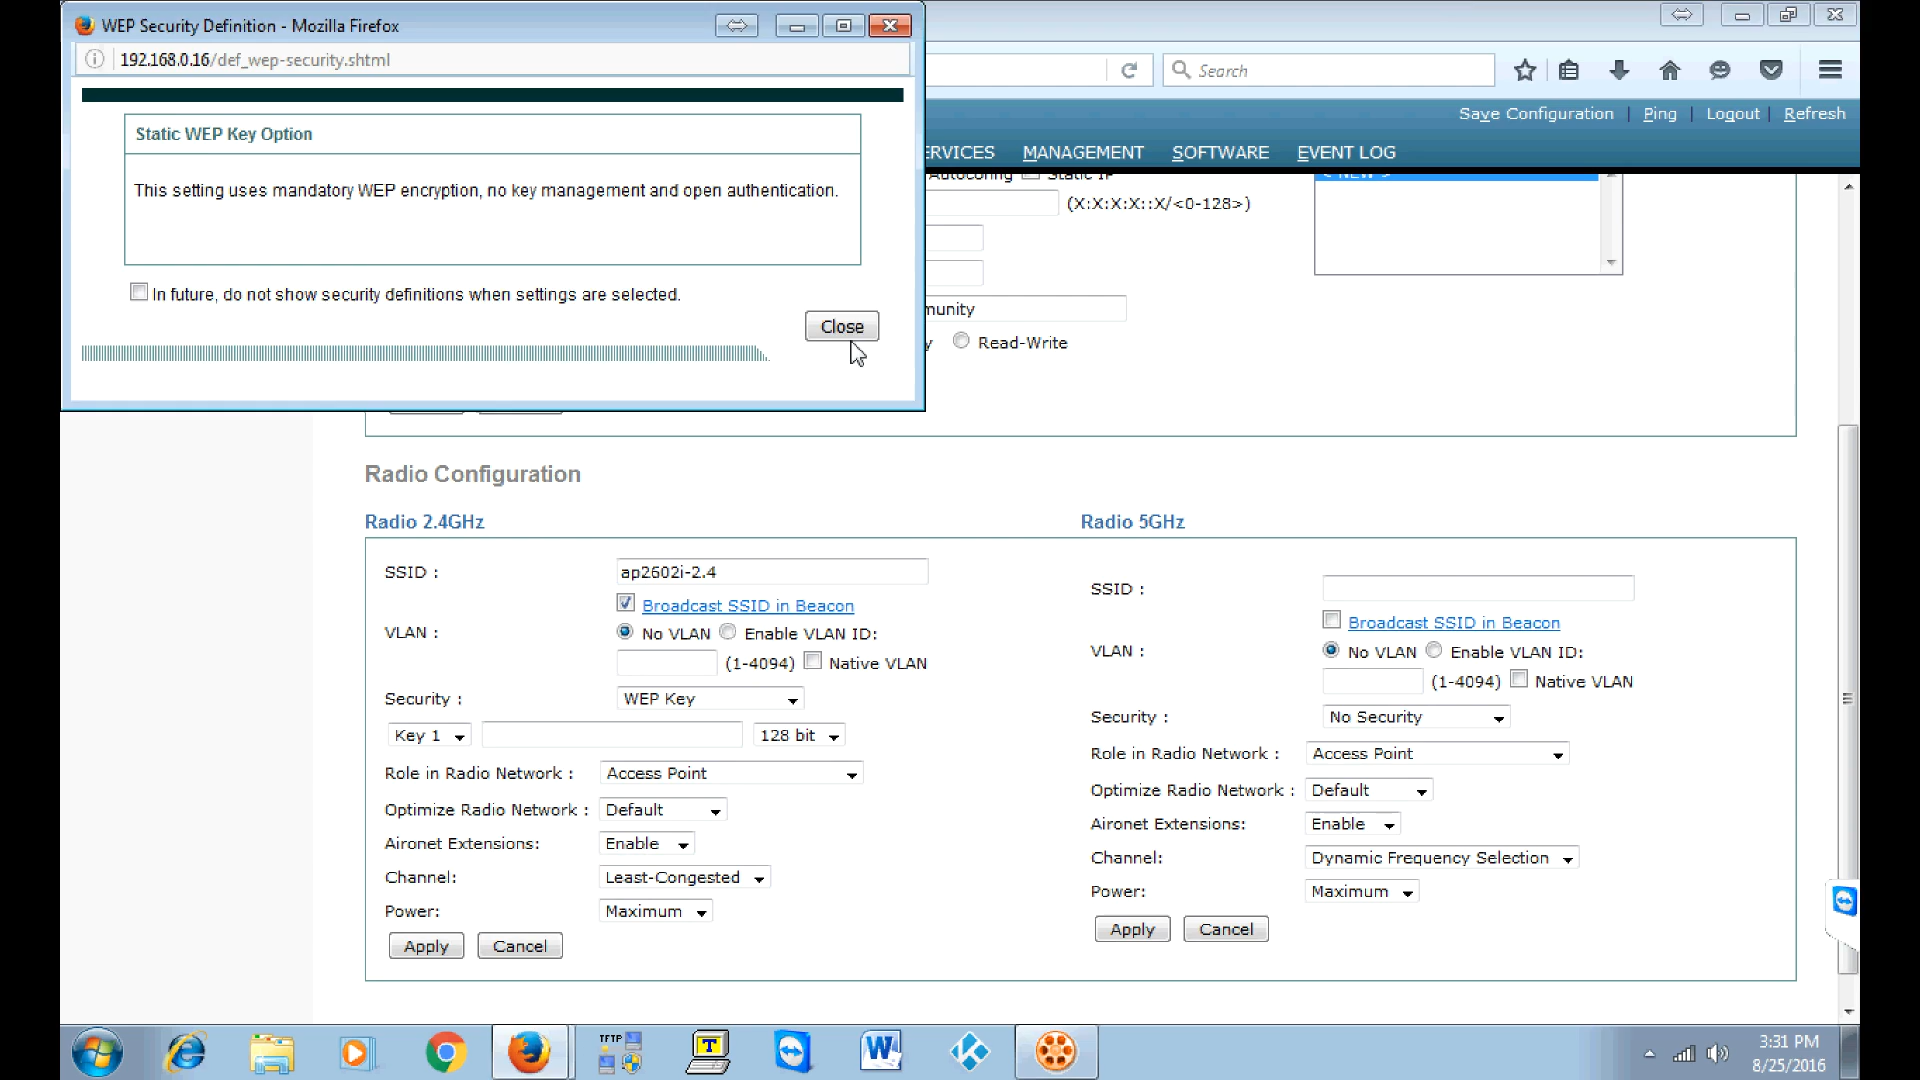 WEP Security Definition - Mozilla Firefox
192.168.0.16/def_wep-security.shtml
Search
Save Configuration | Ping | Logout | Refresh
ERVICES MANAGEMENT SOFTWARE EVENT LOG
Static WEP Key Option
This setting uses mandatory WEP encryption, no key management and open authentication.
In future, do not show security definitions when settings are selected.
Close
Static IP
< NEW >
(X:X:X:X::X/<0-128>)
munity
y Read-Write
Radio Configuration
Radio 2.4GHz
SSID : ap2602i-2.4
Broadcast SSID in Beacon
VLAN : No VLAN Enable VLAN ID:
(1-4094) Native VLAN
Security : WEP Key
Key 1 128 bit
Role in Radio Network : Access Point
Optimize Radio Network : Default
Aironet Extensions: Enable
Channel: Least-Congested
Power: Maximum
Apply Cancel
Radio 5GHz
SSID :
Broadcast SSID in Beacon
VLAN : No VLAN Enable VLAN ID:
(1-4094) Native VLAN
Security : No Security
Role in Radio Network : Access Point
Optimize Radio Network : Default
Aironet Extensions: Enable
Channel: Dynamic Frequency Selection
Power: Maximum
Apply Cancel
TFTP
T
W
3:31 PM
8/25/2016